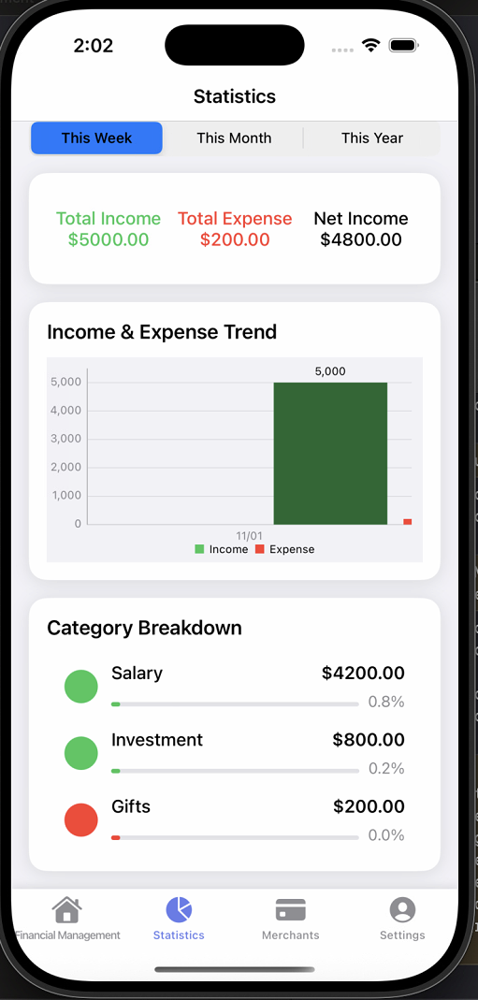 2:02
Statistics
This Week This Month This Year
Total Income Total Expense Net Income
$5000.00 $200.00 $4800.00
Income & Expense Trend
5,000
5,000
4,000
3,000
2,000
1,000
0
11/01
Income Expense
Category Breakdown
Salary $4200.00
0.8%
Investment $800.00
0.2%
Gifts $200.00
0.0%
Financial Management Statistics Merchants Settings